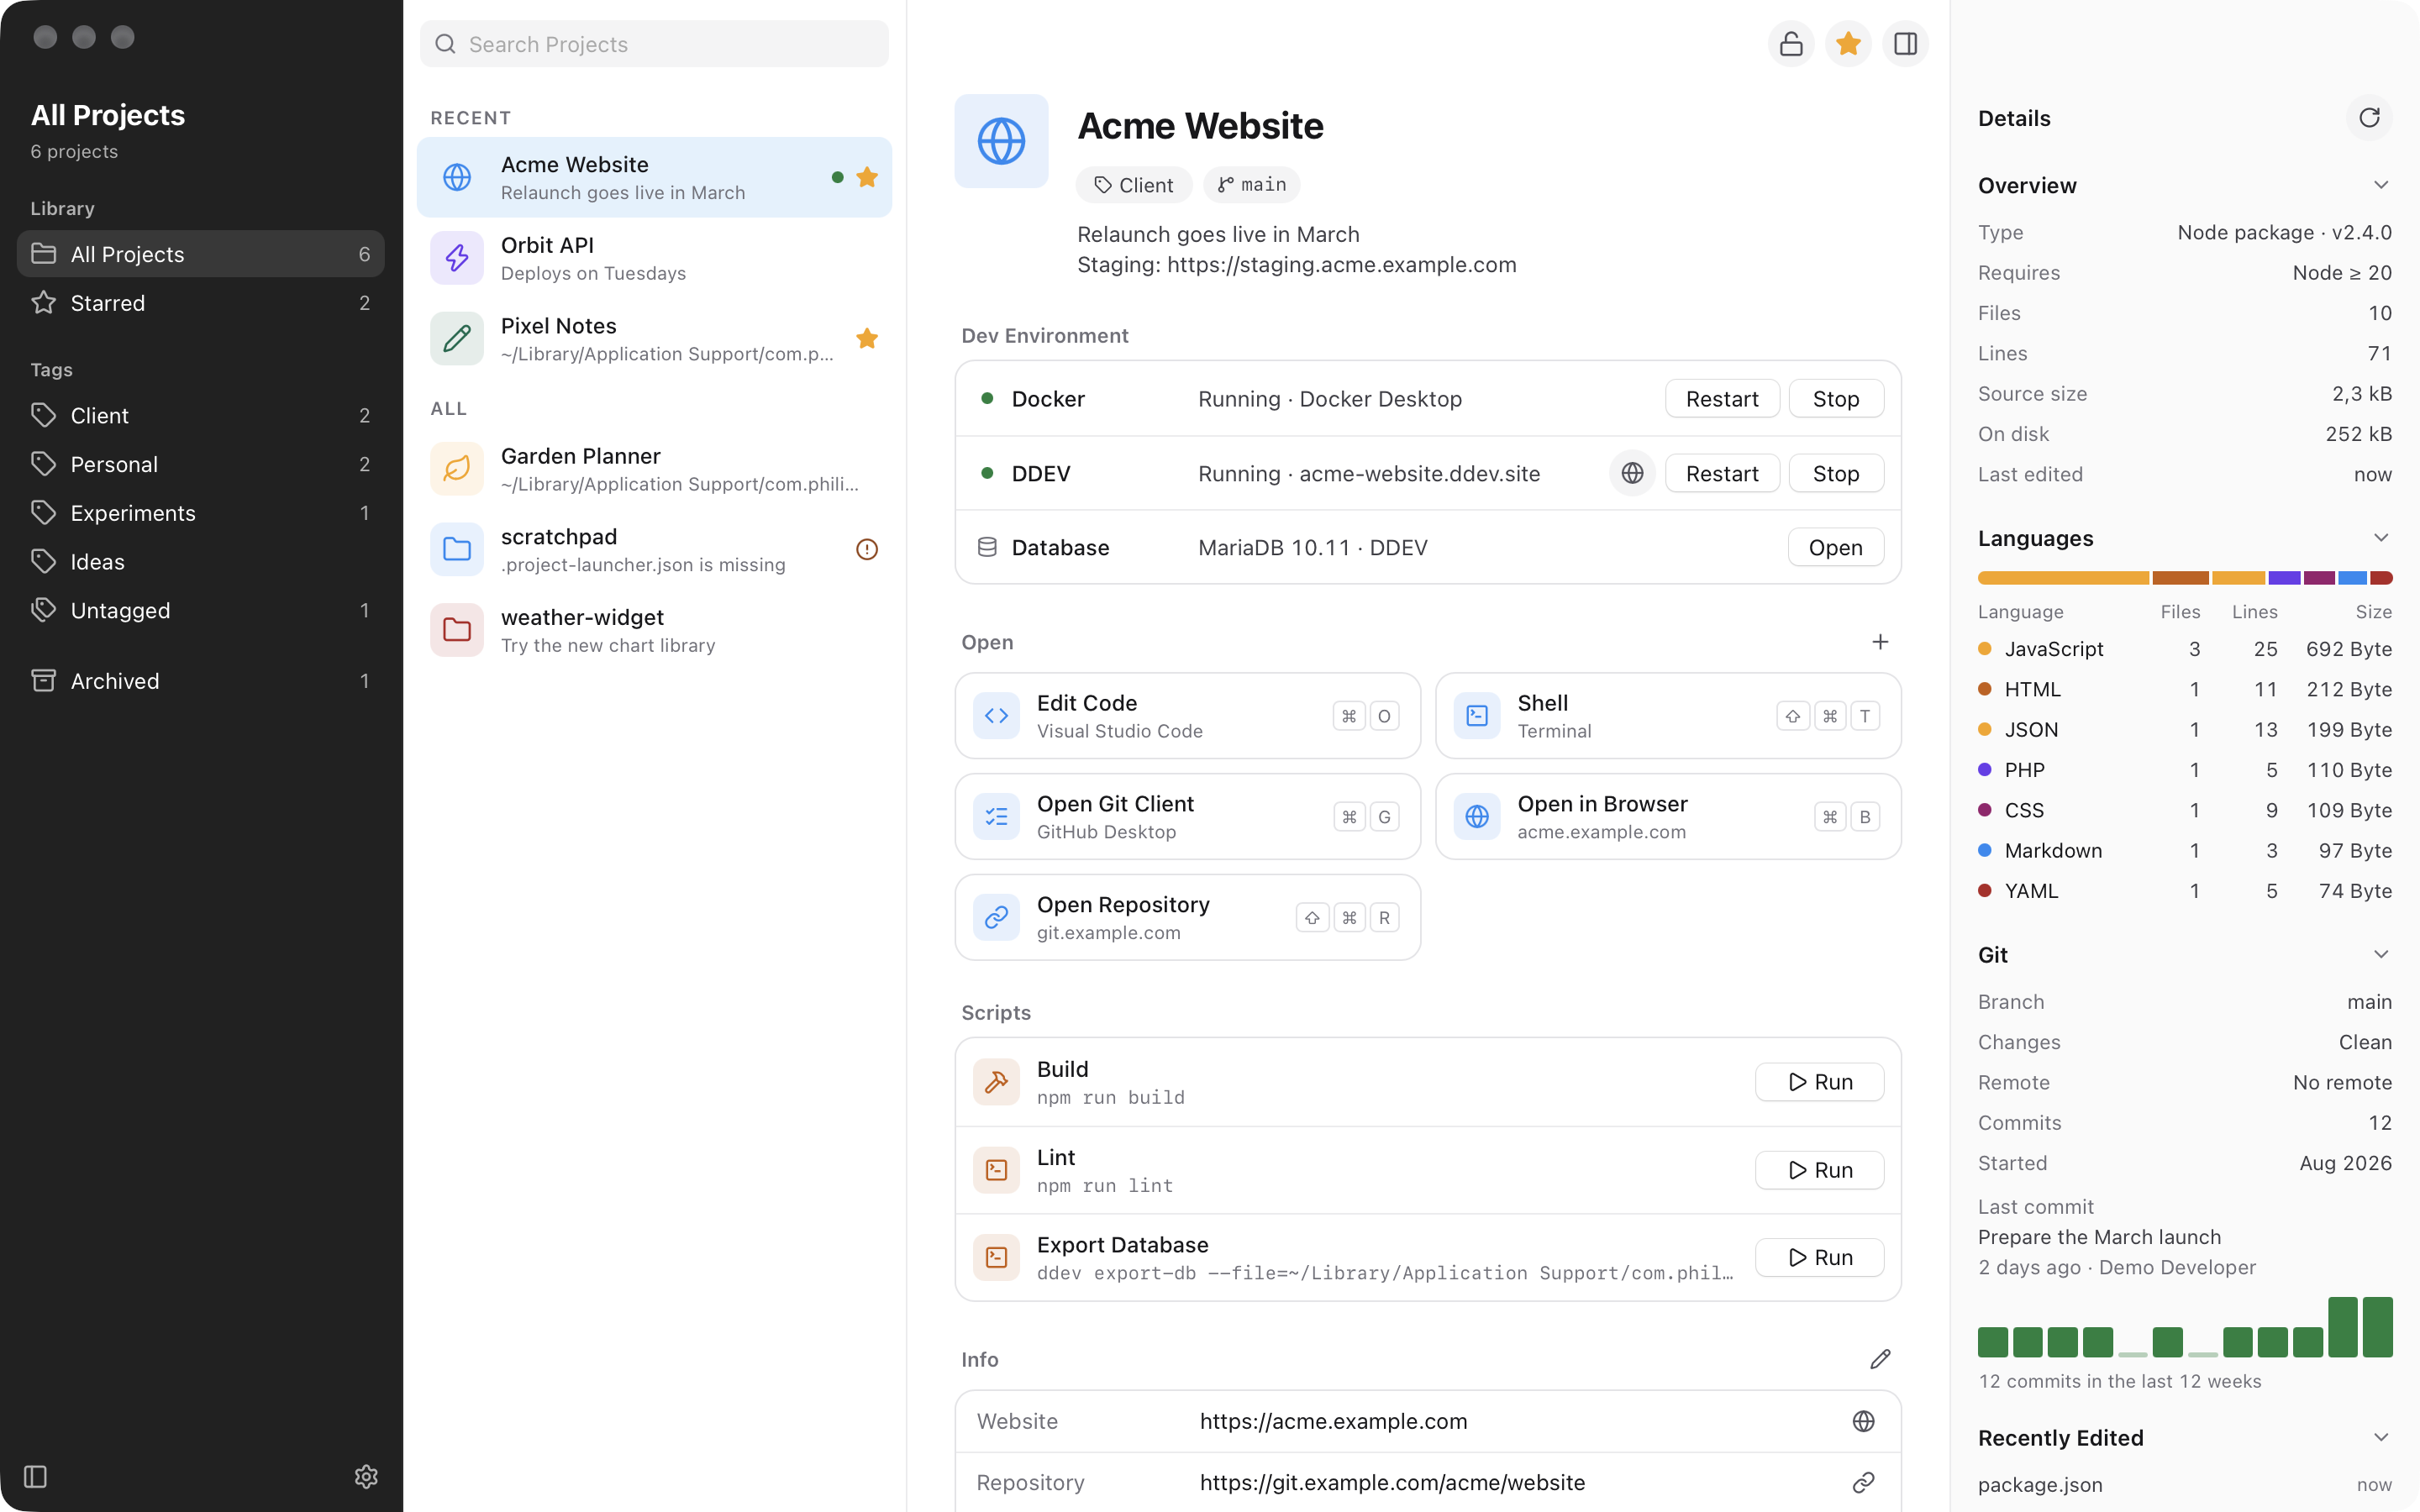 All Projects
6 projects
Library
All Projects 6
Starred 2
Tags
Client 2
Personal 2
Experiments 1
Ideas
Untagged 1
Archived 1
Search Projects
RECENT
Acme Website
Relaunch goes live in March
Orbit API
Deploys on Tuesdays
Pixel Notes
~/Library/Application Support/com.p…
ALL
Garden Planner
~/Library/Application Support/com.phili…
scratchpad
.project-launcher.json is missing
weather-widget
Try the new chart library
Acme Website
Client main
Relaunch goes live in March
Staging: https://staging.acme.example.com
Dev Environment
Docker Running · Docker Desktop Restart Stop
DDEV Running · acme-website.ddev.site Restart Stop
Database MariaDB 10.11 · DDEV Open
Open
Edit Code
Visual Studio Code
⌘ O
Shell
Terminal
⇧ ⌘ T
Open Git Client
GitHub Desktop
⌘ G
Open in Browser
acme.example.com
⌘ B
Open Repository
git.example.com
⇧ ⌘ R
Scripts
Build
npm run build
Run
Lint
npm run lint
Run
Export Database
ddev export-db --file=~/Library/Application Support/com.phil…
Run
Info
Website https://acme.example.com
Repository https://git.example.com/acme/website
Details
Overview
Type Node package · v2.4.0
Requires Node ≥ 20
Files 10
Lines 71
Source size 2,3 kB
On disk 252 kB
Last edited now
Languages
Language Files Lines Size
JavaScript 3 25 692 Byte
HTML 1 11 212 Byte
JSON 1 13 199 Byte
PHP 1 5 110 Byte
CSS 1 9 109 Byte
Markdown 1 3 97 Byte
YAML 1 5 74 Byte
Git
Branch main
Changes Clean
Remote No remote
Commits 12
Started Aug 2026
Last commit
Prepare the March launch
2 days ago · Demo Developer
12 commits in the last 12 weeks
Recently Edited
package.json now